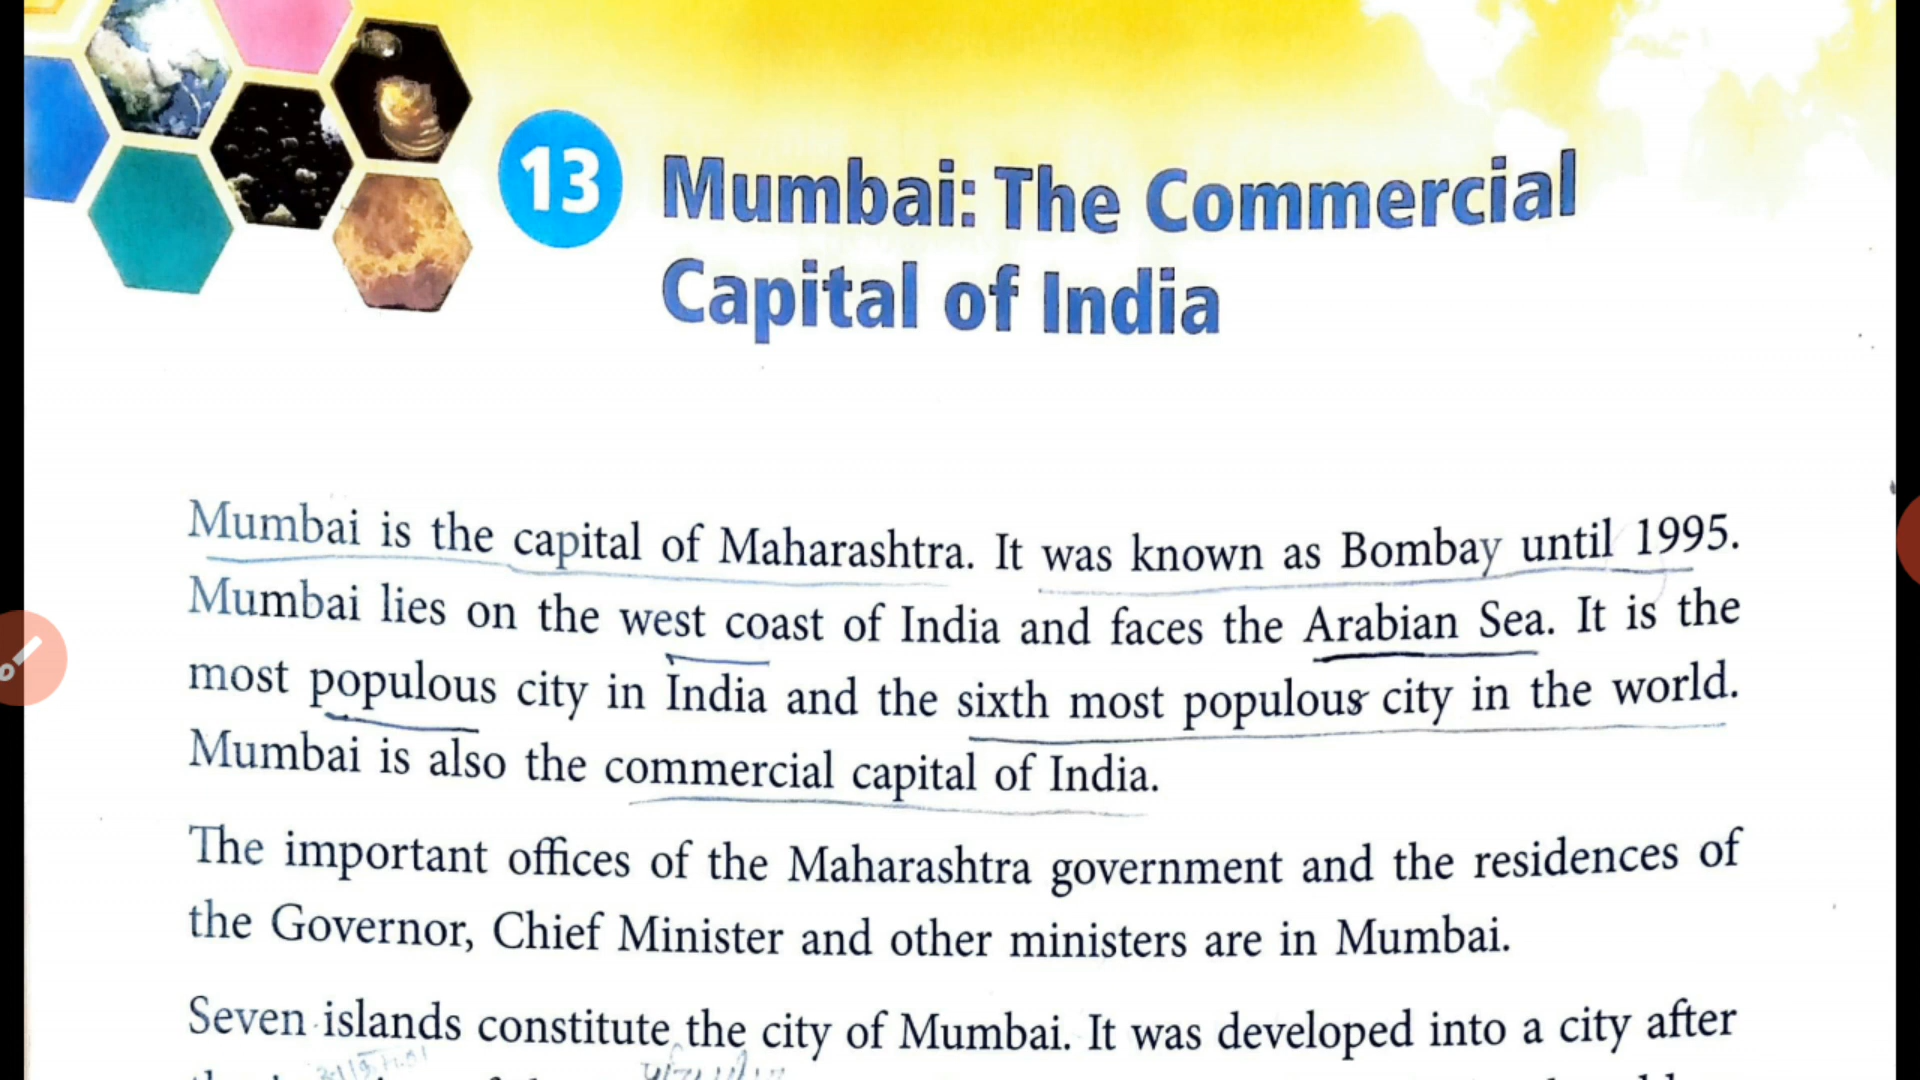 13
Mumbai: The Commercial
Capital of India
Mumbai is the capital of Maharashtra. It was known as Bombay until 1995.
Mumbai lies on the west coast of India and faces the Arabian Sea. It is the
most populous city in India and the sixth most populous city in the world.
Mumbai is also the commercial capital of India.
The important offices of the Maharashtra government and the residences of
the Governor, Chief Minister and other ministers are in Mumbai.
Seven islands constitute the city of Mumbai. It was developed into a city after